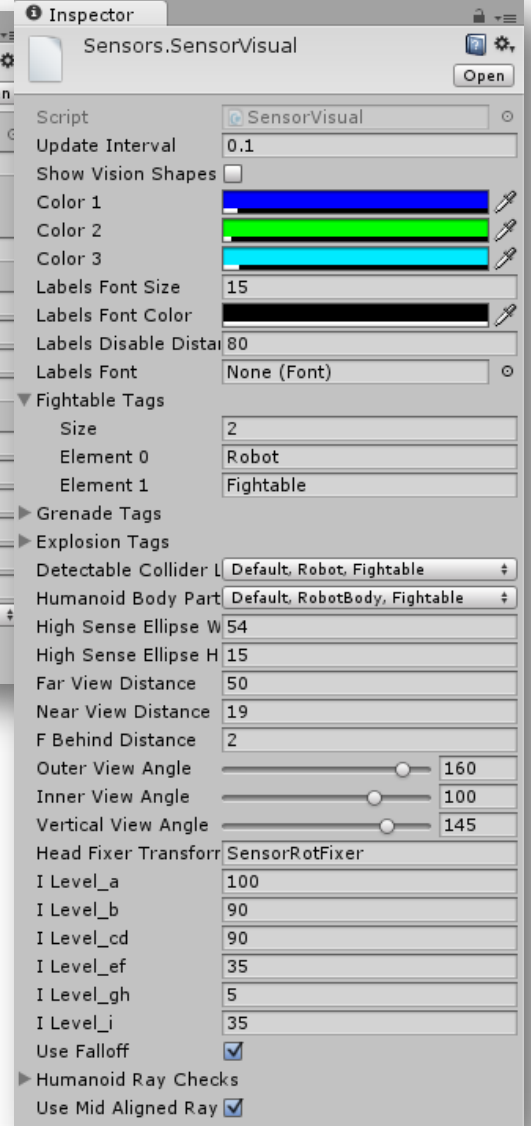 Inspector
Sensors.SensorVisual
Open
Script SensorVisual
Update Interval 0.1
Show Vision Shapes
Color 1
Color 2
Color 3
Labels Font Size 15
Labels Font Color
Labels Disable Distar 80
Labels Font None (Font)
Fightable Tags
Size 2
Element 0 Robot
Element 1 Fightable
Grenade Tags
Explosion Tags
Detectable Collider L Default, Robot, Fightable
Humanoid Body Part Default, RobotBody, Fightable
High Sense Ellipse W 54
High Sense Ellipse H 15
Far View Distance 50
Near View Distance 19
F Behind Distance 2
Outer View Angle 160
Inner View Angle 100
Vertical View Angle 145
Head Fixer Transforr SensorRotFixer
I Level_a 100
I Level_b 90
I Level_cd 90
I Level_ef 35
I Level_gh 5
I Level_i 35
Use Falloff
Humanoid Ray Checks
Use Mid Aligned Ray